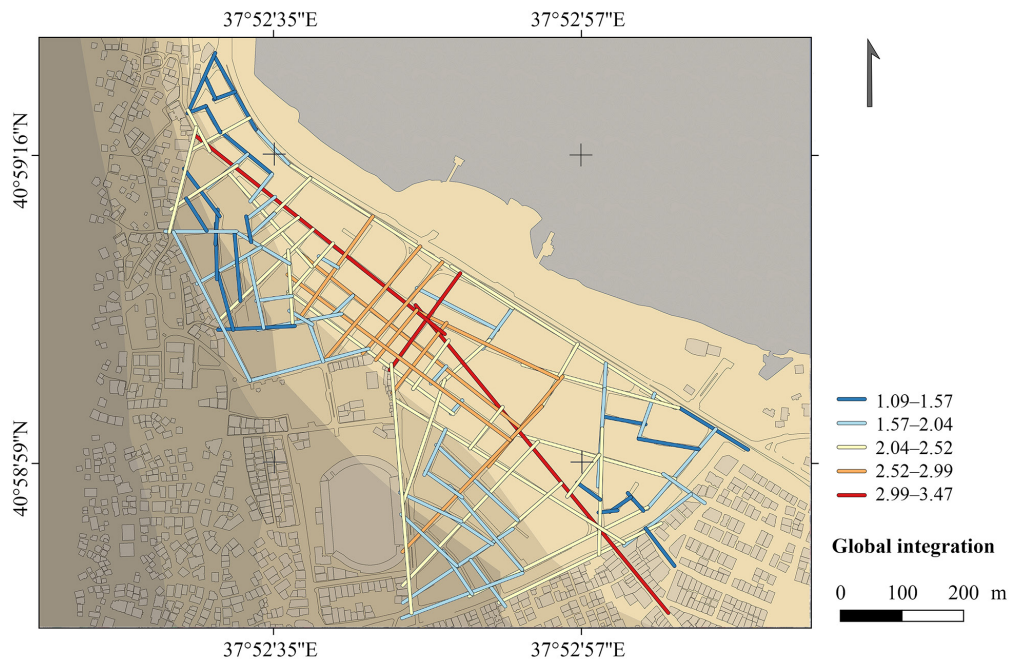 37°52'35"E
37°52'57"E
40°59'16"N
40°58'59"N
1.09–1.57
1.57–2.04
2.04–2.52
2.52–2.99
2.99–3.47
Global integration
0 100 200 m
37°52'35"E
37°52'57"E